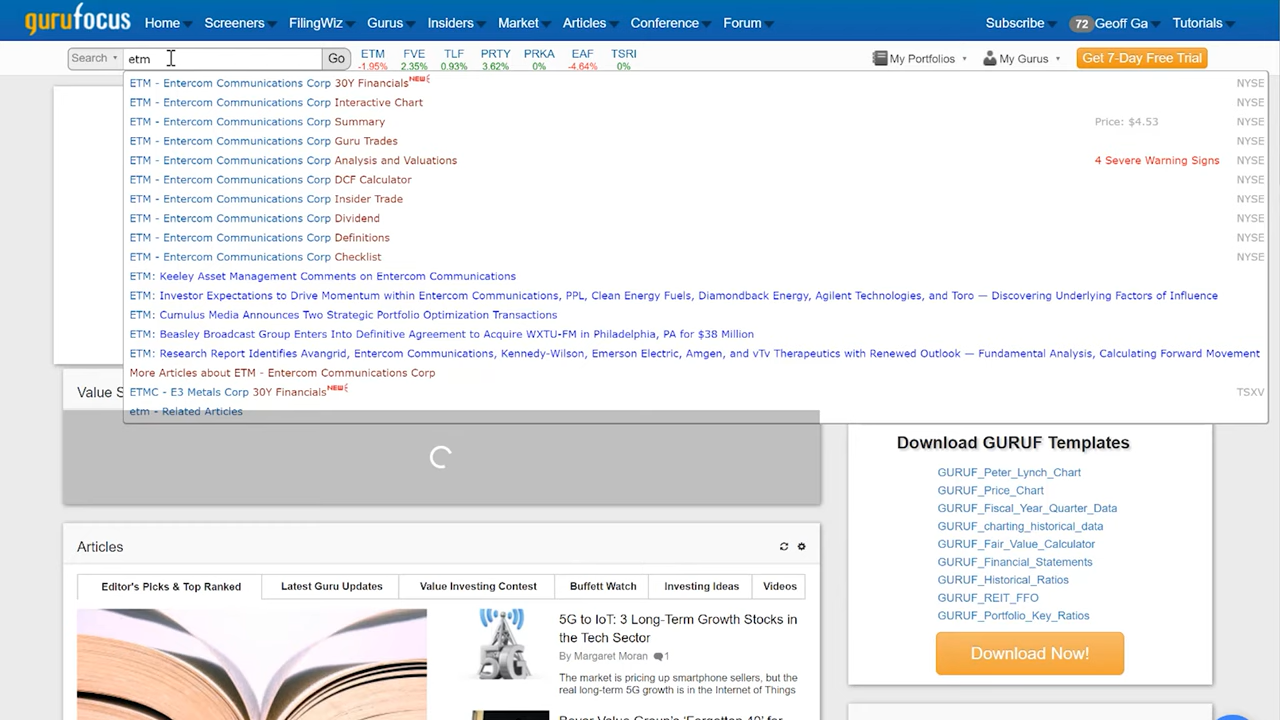 gurufocus Home Screeners FilingWiz Gurus Insiders Market Articles Conference Forum Subscribe 72 Geoff Ga Tutorials
Search etm Go ETM FVE TLF PRTY PRKA EAF TSRI My Portfolios My Gurus Get 7-Day Free Trial
-1.95% 2.35% 0.93% 3.62% 0% -4.64% 0%
ETM - Entercom Communications Corp 30Y Financials NEW NYSE
ETM - Entercom Communications Corp Interactive Chart NYSE
ETM - Entercom Communications Corp Summary Price: $4.53 NYSE
ETM - Entercom Communications Corp Guru Trades NYSE
ETM - Entercom Communications Corp Analysis and Valuations 4 Severe Warning Signs NYSE
ETM - Entercom Communications Corp DCF Calculator NYSE
ETM - Entercom Communications Corp Insider Trade NYSE
ETM - Entercom Communications Corp Dividend NYSE
ETM - Entercom Communications Corp Definitions NYSE
ETM - Entercom Communications Corp Checklist NYSE
ETM: Keeley Asset Management Comments on Entercom Communications
ETM: Investor Expectations to Drive Momentum within Entercom Communications, PPL, Clean Energy Fuels, Diamondback Energy, Agilent Technologies, and Toro — Discovering Underlying Factors of Influence
ETM: Cumulus Media Announces Two Strategic Portfolio Optimization Transactions
ETM: Beasley Broadcast Group Enters Into Definitive Agreement to Acquire WXTU-FM in Philadelphia, PA for $38 Million
ETM: Research Report Identifies Avangrid, Entercom Communications, Kennedy-Wilson, Emerson Electric, Amgen, and vTv Therapeutics with Renewed Outlook — Fundamental Analysis, Calculating Forward Movement
More Articles about ETM - Entercom Communications Corp
Value S
ETMC - E3 Metals Corp 30Y Financials NEW TSXV
etm - Related Articles
Download GURUF Templates
GURUF_Peter_Lynch_Chart
GURUF_Price_Chart
GURUF_Fiscal_Year_Quarter_Data
GURUF_charting_historical_data
GURUF_Fair_Value_Calculator
GURUF_Financial_Statements
GURUF_Historical_Ratios
GURUF_REIT_FFO
GURUF_Portfolio_Key_Ratios
Download Now!
Articles
Editor's Picks & Top Ranked Latest Guru Updates Value Investing Contest Buffett Watch Investing Ideas Videos
5G
5G to IoT: 3 Long-Term Growth Stocks in
the Tech Sector
By Margaret Moran 1
The market is pricing up smartphone sellers, but the
real long-term 5G growth is in the Internet of Things
Boyar Value Group's 'Forgotten 40' for